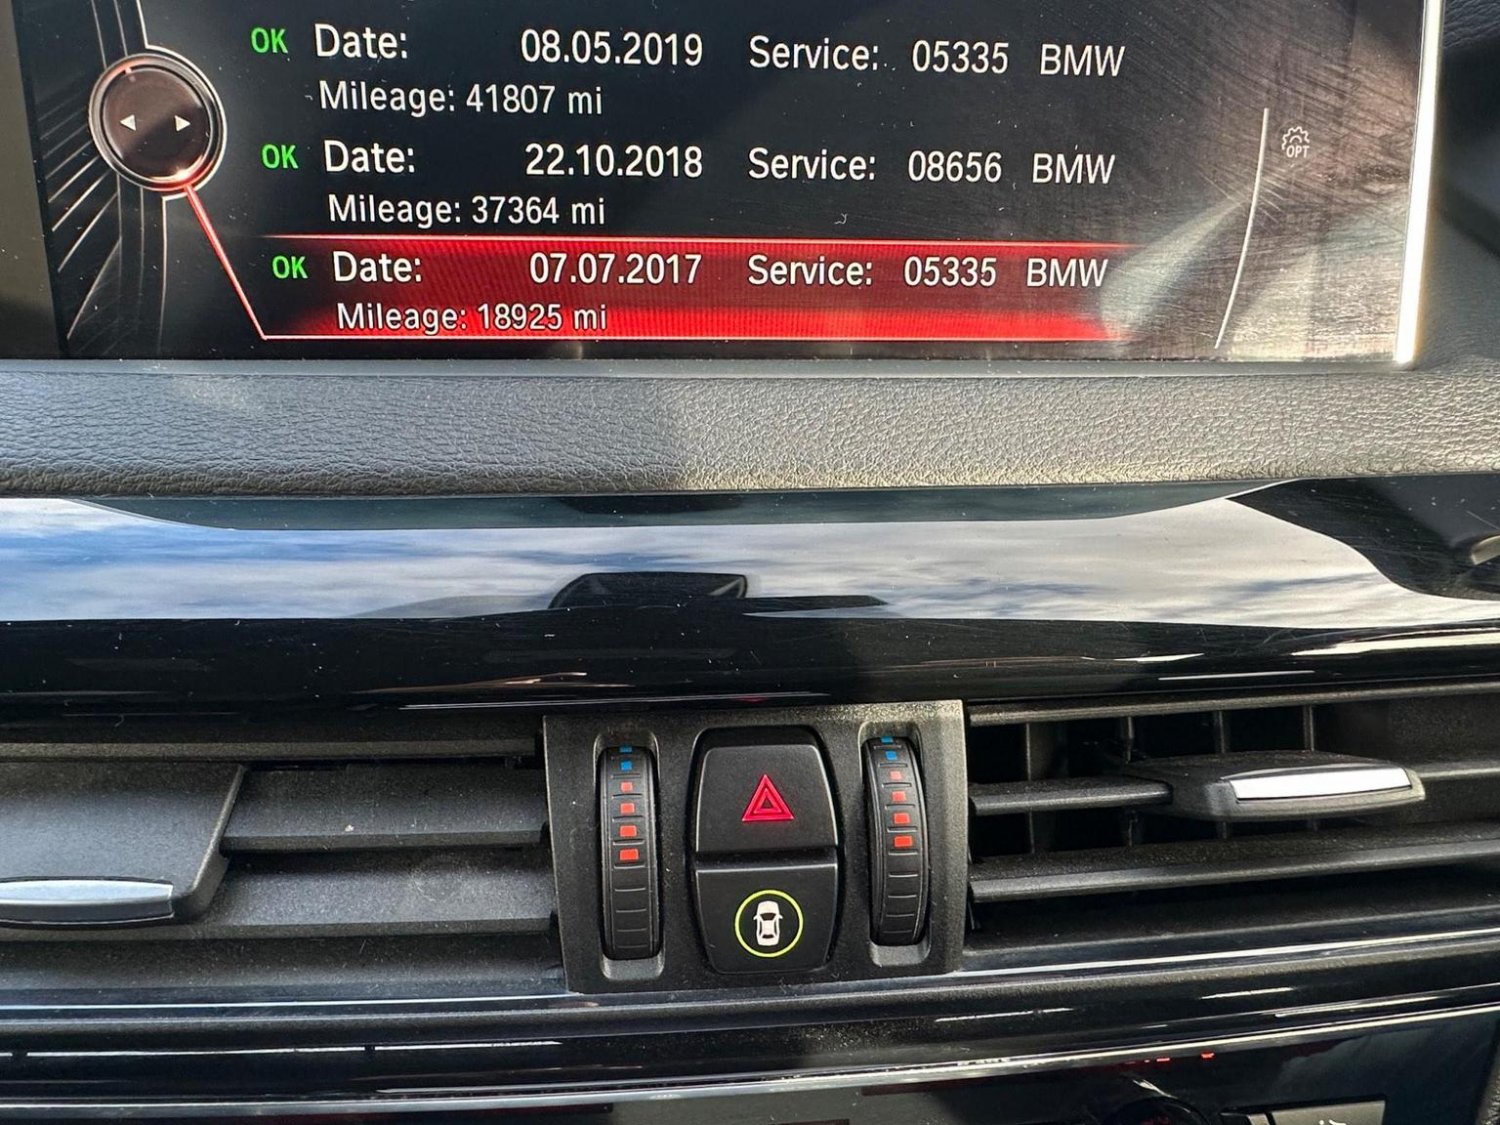 OK Date: 08.05.2019 Service: 05335 BMW
Mileage: 41807 mi
OK Date: 22.10.2018 Service: 08656 BMW
Mileage: 37364 mi
OPT
OK Date: 07.07.2017 Service: 05335 BMW
Mileage: 18925 mi